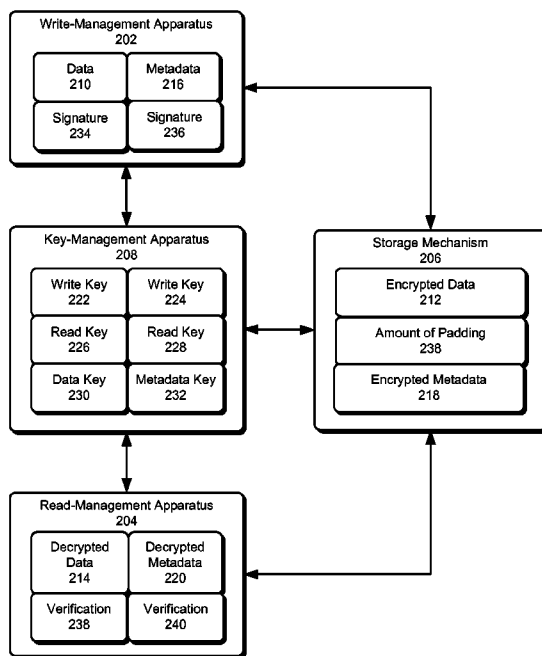 Write-Management Apparatus
202
Data
210
Metadata
216
Signature
234
Signature
236
Key-Management Apparatus
208
Write Key
222
Write Key
224
Read Key
226
Read Key
228
Data Key
230
Metadata Key
232
Storage Mechanism
206
Encrypted Data
212
Amount of Padding
238
Encrypted Metadata
218
Read-Management Apparatus
204
Decrypted
Data
214
Decrypted
Metadata
220
Verification
238
Verification
240